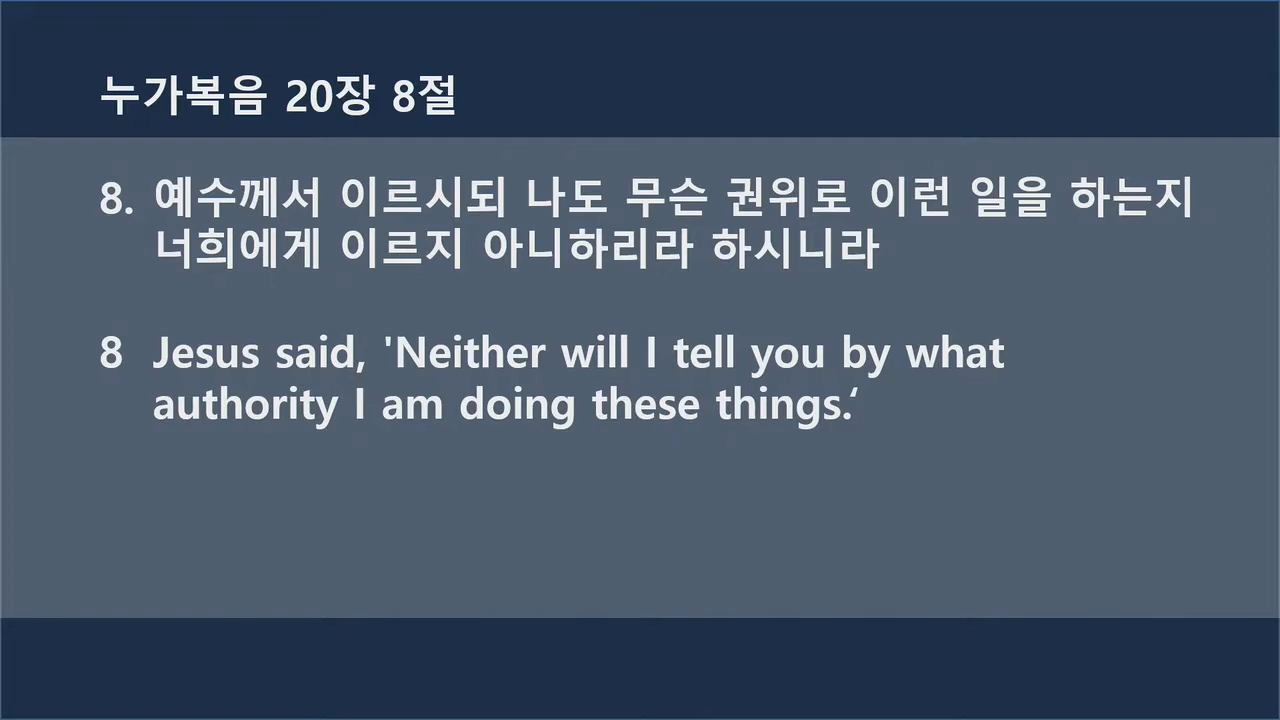 누가복음 20장 8절
8. 예수께서 이르시되 나도 무슨 권위로 이런 일을 하는지
너희에게 이르지 아니하리라 하시니라
8 Jesus said, 'Neither will I tell you by what
authority I am doing these things.‘